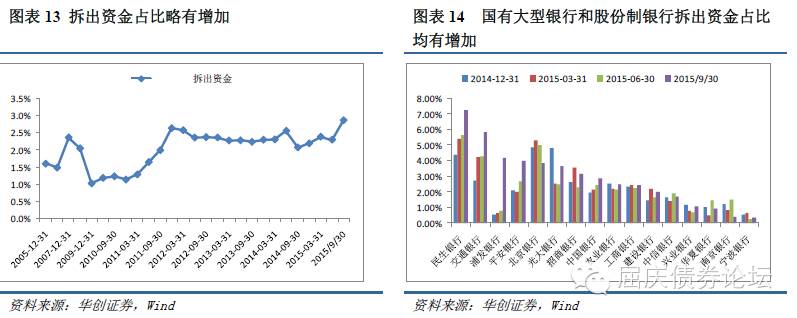 图表 13 拆出资金占比略有增加
拆出资金
3.5%
3.0%
2.5%
2.0%
1.5%
1.0%
0.5%
0.0%
2005-12-31
2007-12-31
2009-12-31
2010-09-30
2011-03-31
2011-09-30
2012-03-31
2012-09-30
2013-03-31
2013-09-30
2014-03-31
2014-09-30
2015-03-31
2015/9/30
资料来源：华创证券，Wind
图表 14 国有大型银行和股份制银行拆出资金占比
均有增加
2014-12-31 2015-03-31 2015-06-30 2015/9/30
8.00%
7.00%
6.00%
5.00%
4.00%
3.00%
2.00%
1.00%
0.00%
民生银行
交通银行
浦发银行
平安银行
北京银行
光大银行
招商银行
中国银行
农业银行
工商银行
建设银行
中信银行
兴业银行
华夏银行
南京银行
宁波银行
屈庆债券论坛
资料来源：华创证券，Wind